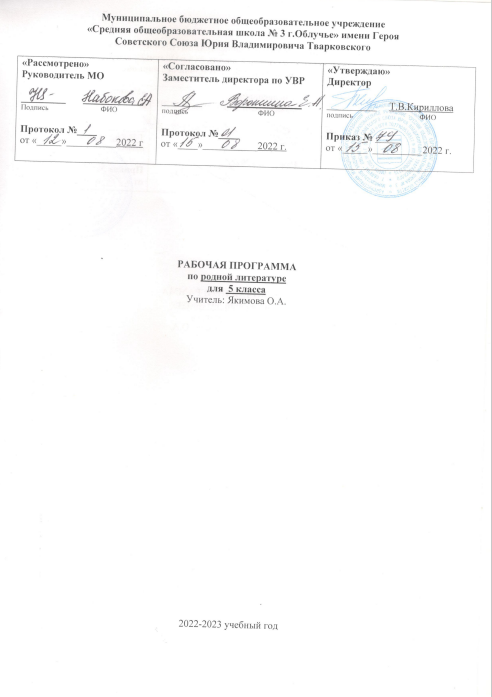 Муниципальное бюджетное общеобразовательное учреждение
«Средняя общеобразовательная школа № 3 г.Облучье» имени Героя
Советского Союза Юрия Владимировича Тварковского
«Рассмотрено»
Руководитель МО
Набокова
Подпись ФИО
Протокол № 1
от «12» 08 2022 г
«Согласовано»
Заместитель директора по УВР
подпись ФИО
Протокол № 01
от «15» 08 2022 г.
«Утверждаю»
Директор
Т.В.Кириллова
подпись ФИО
Приказ №
от «15» 08 2022 г.
РАБОЧАЯ ПРОГРАММА
по родной литературе
для 5 класса
Учитель: Якимова О.А.
2022-2023 учебный год